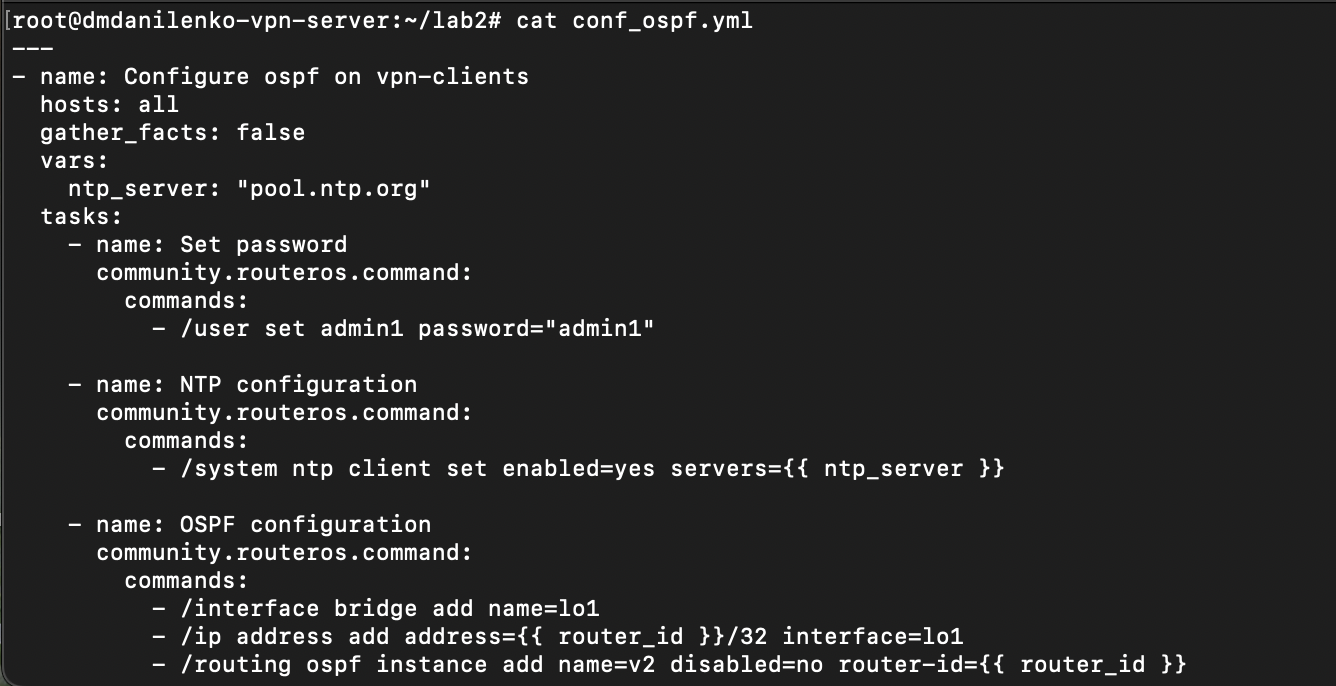 [root@dmdanilenko-vpn-server:~/lab2# cat conf_ospf.yml
---
- name: Configure ospf on vpn-clients
  hosts: all
  gather_facts: false
  vars:
    ntp_server: "pool.ntp.org"
  tasks:
    - name: Set password
      community.routeros.command:
        commands:
          - /user set admin1 password="admin1"

    - name: NTP configuration
      community.routeros.command:
        commands:
          - /system ntp client set enabled=yes servers={{ ntp_server }}

    - name: OSPF configuration
      community.routeros.command:
        commands:
          - /interface bridge add name=lo1
          - /ip address add address={{ router_id }}/32 interface=lo1
          - /routing ospf instance add name=v2 disabled=no router-id={{ router_id }}